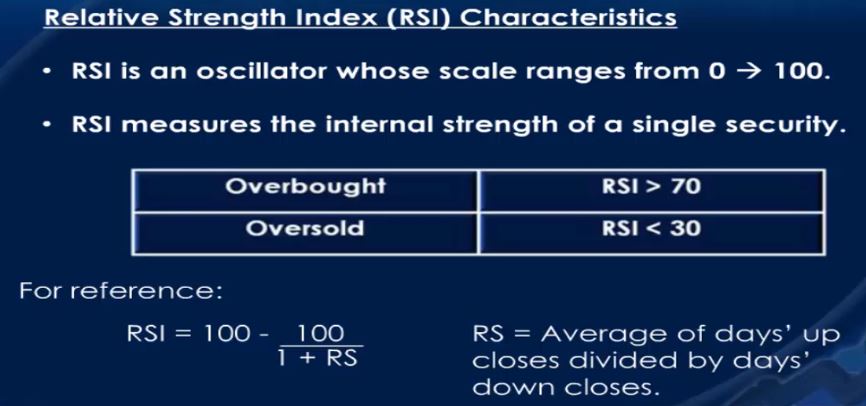 Relative Strength Index (RSI) Characteristics
• RSI is an oscillator whose scale ranges from 0 → 100.
• RSI measures the internal strength of a single security.
Overbought RSI > 70
Oversold RSI < 30
For reference:
RSI = 100 - 100
1 + RS
RS = Average of days' up
closes divided by days'
down closes.